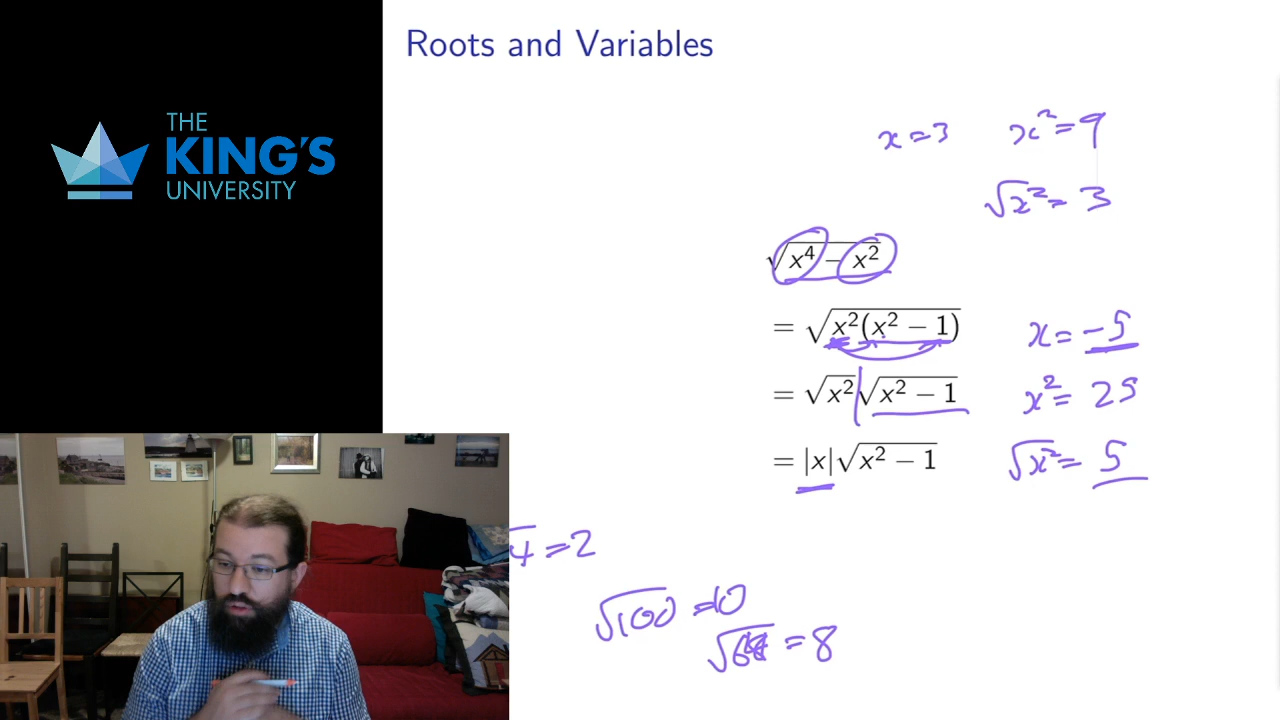 Roots and Variables
THE
KING'S
UNIVERSITY
x = 3 x² = 9
√x² = 3
√x⁴ − x²
= √x²(x² − 1) x = −5
= √x² √x² − 1 x² = 25
= |x|√x² − 1 √x² = 5
√4 = 2
√100 = 10
√64 = 8